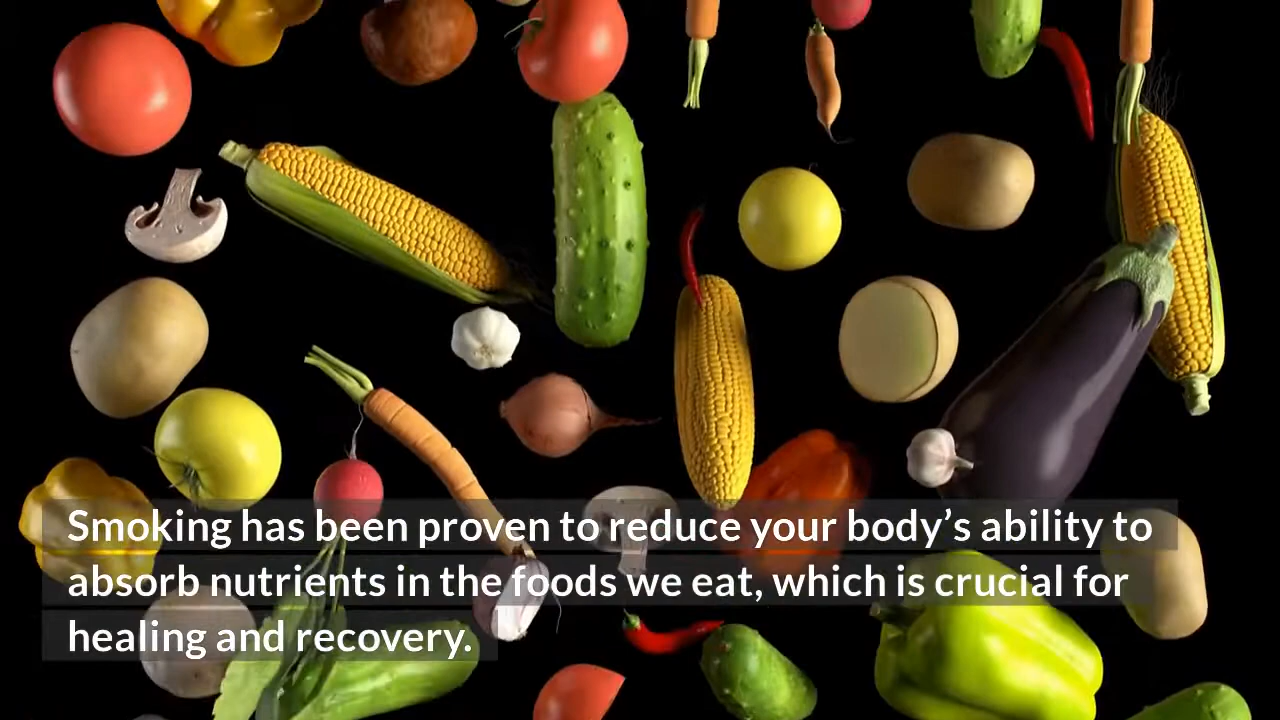 Smoking has been proven to reduce your body’s ability to
absorb nutrients in the foods we eat, which is crucial for
healing and recovery.